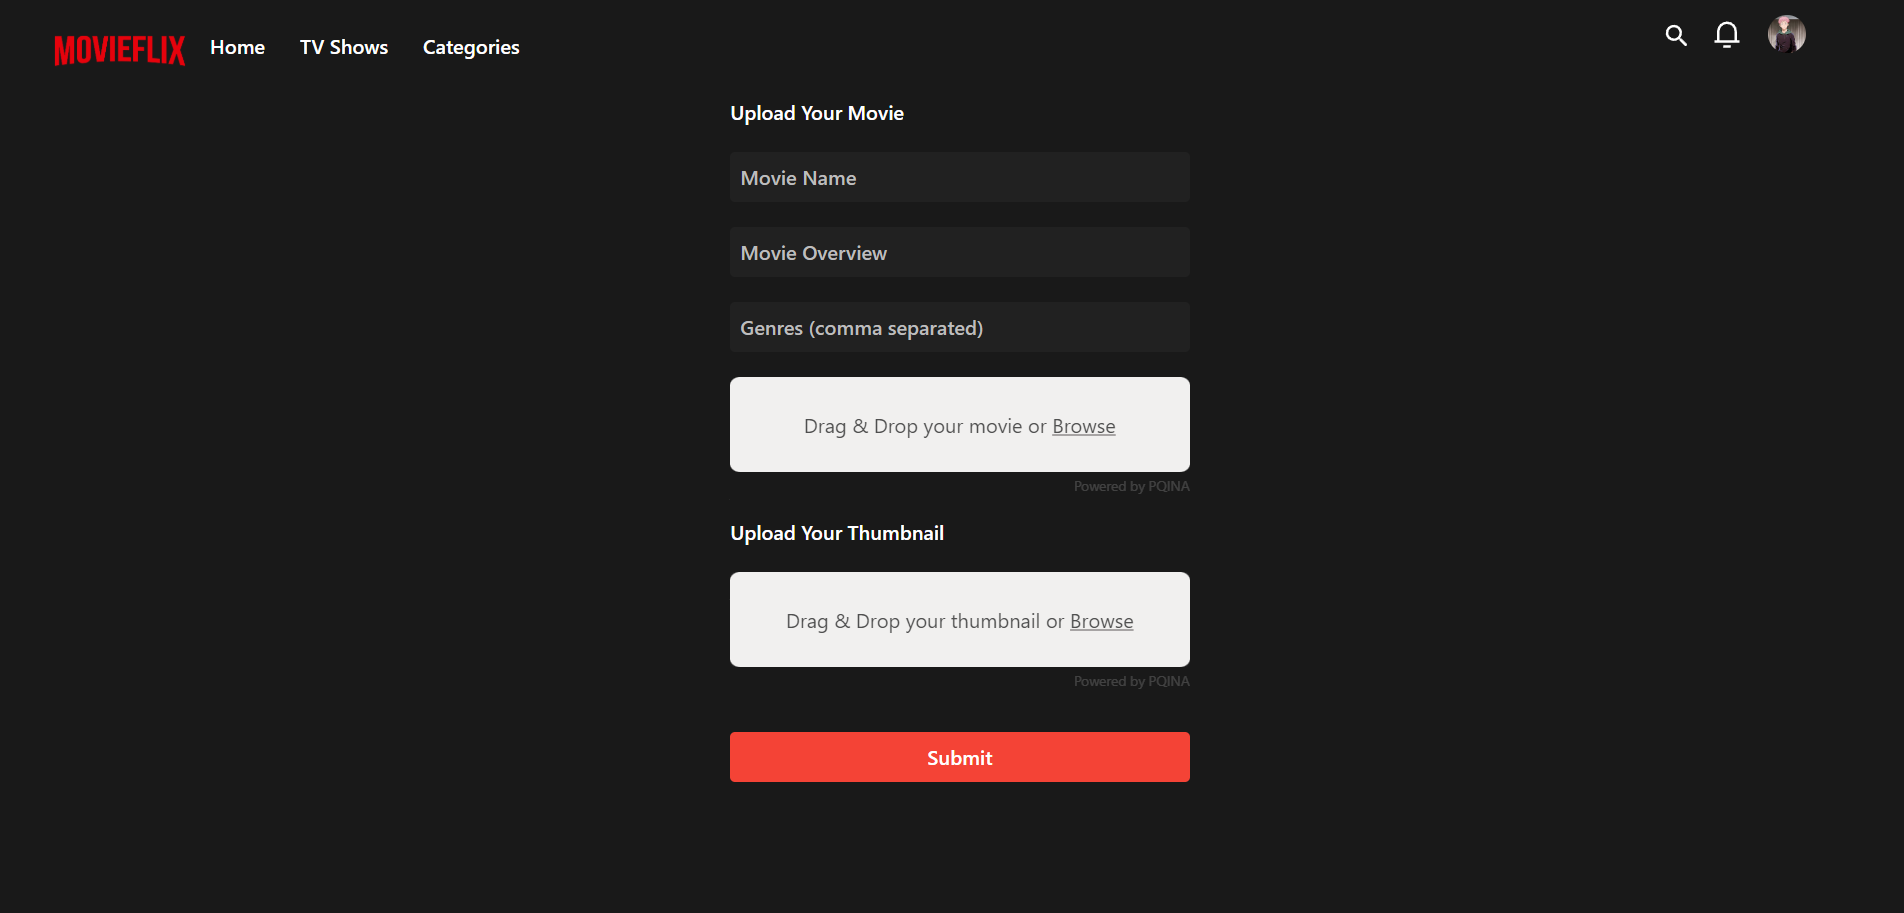 MOVIEFLIX Home TV Shows Categories
Upload Your Movie
Movie Name
Movie Overview
Genres (comma separated)
Drag & Drop your movie or Browse
Powered by PQINA
Upload Your Thumbnail
Drag & Drop your thumbnail or Browse
Powered by PQINA
Submit